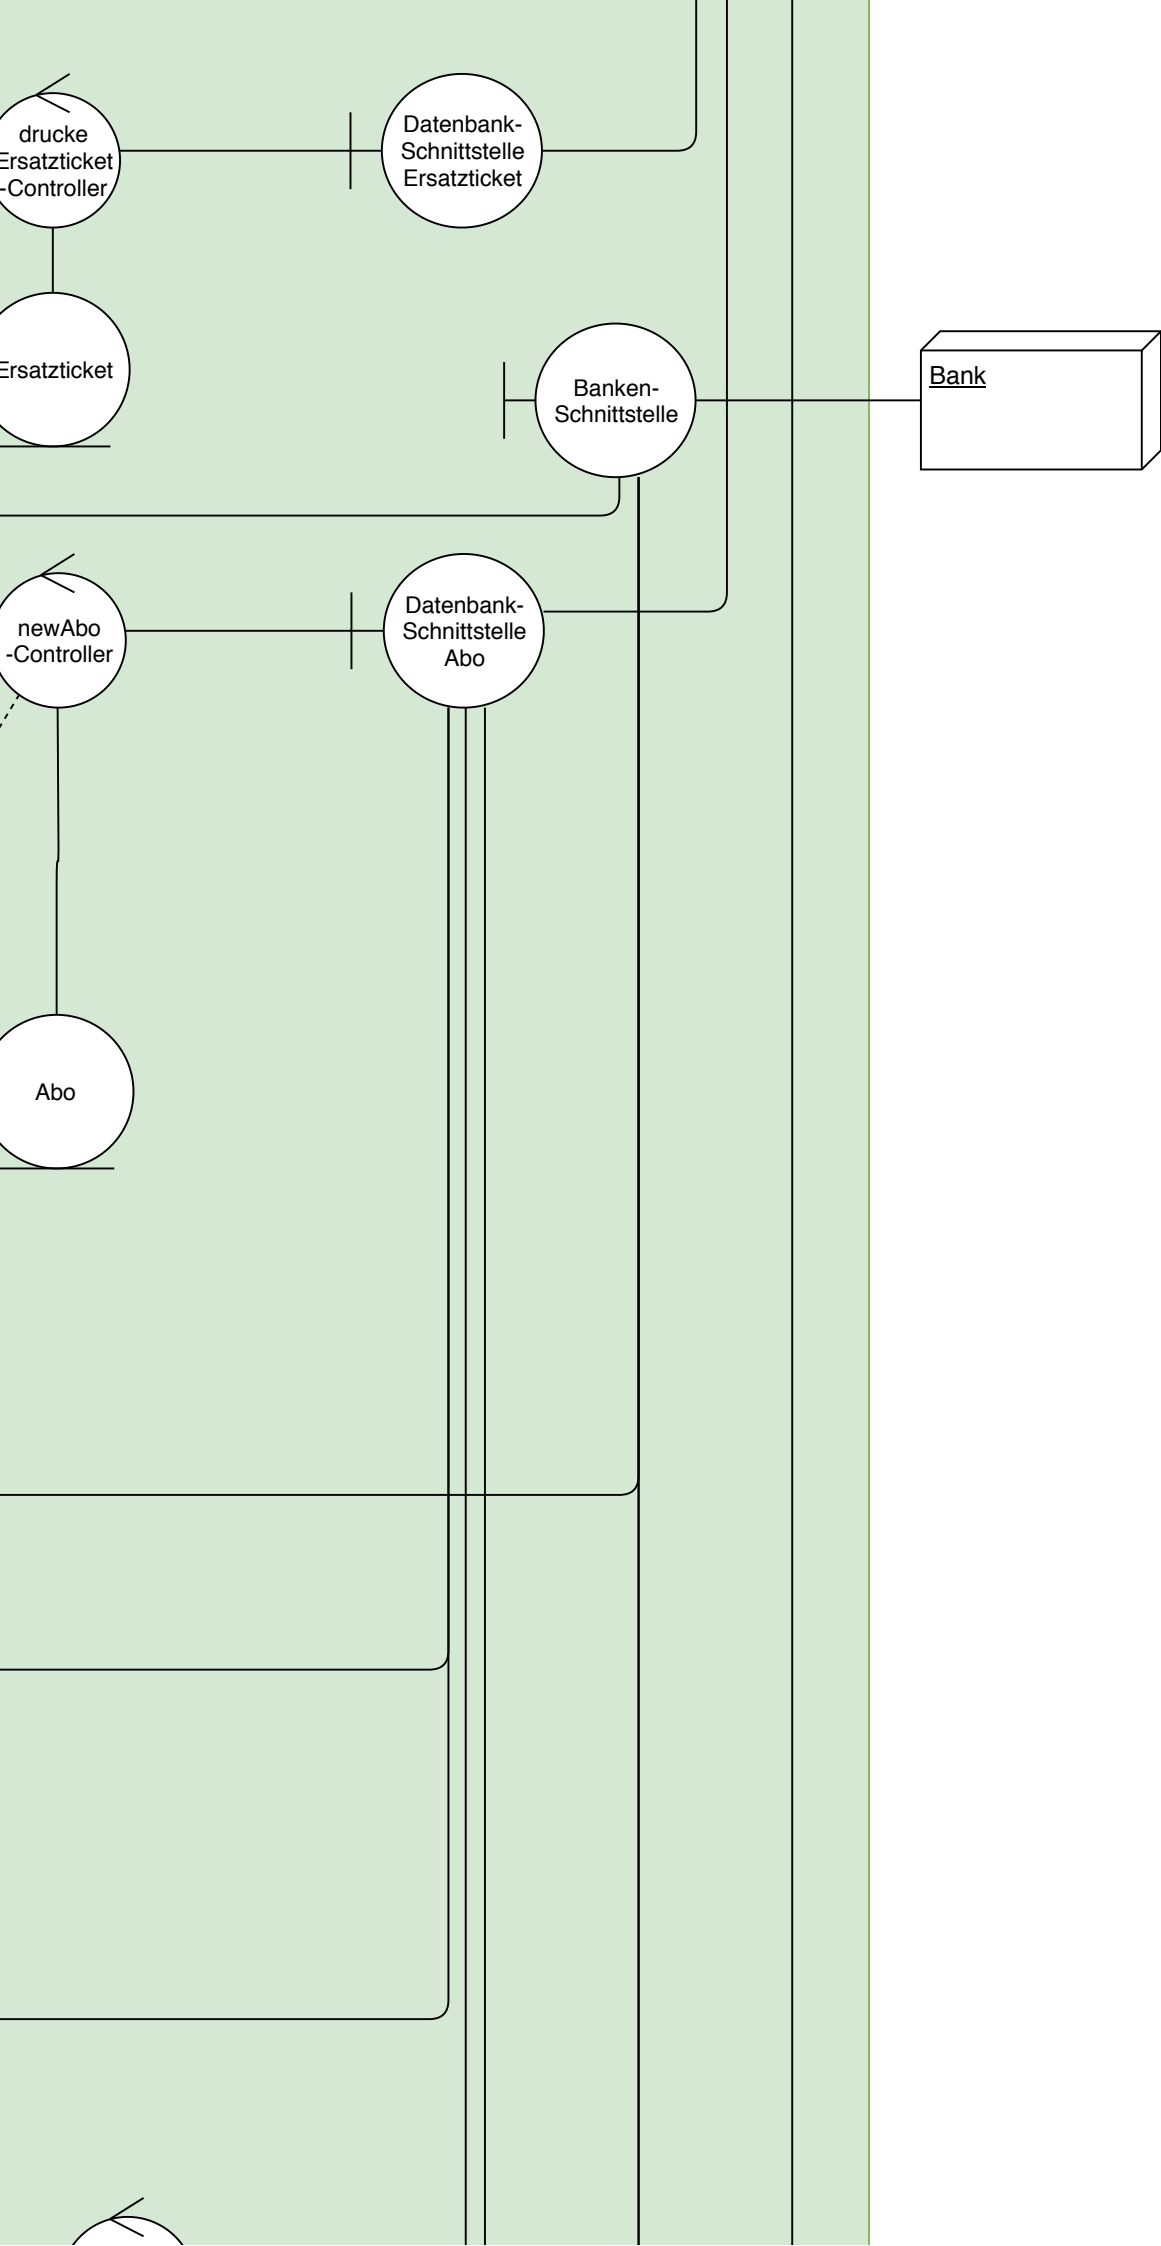 drucke
Ersatzticket
-Controller
Datenbank-
Schnittstelle
Ersatzticket
Ersatzticket
Banken-
Schnittstelle
Bank
newAbo
-Controller
Datenbank-
Schnittstelle
Abo
Abo